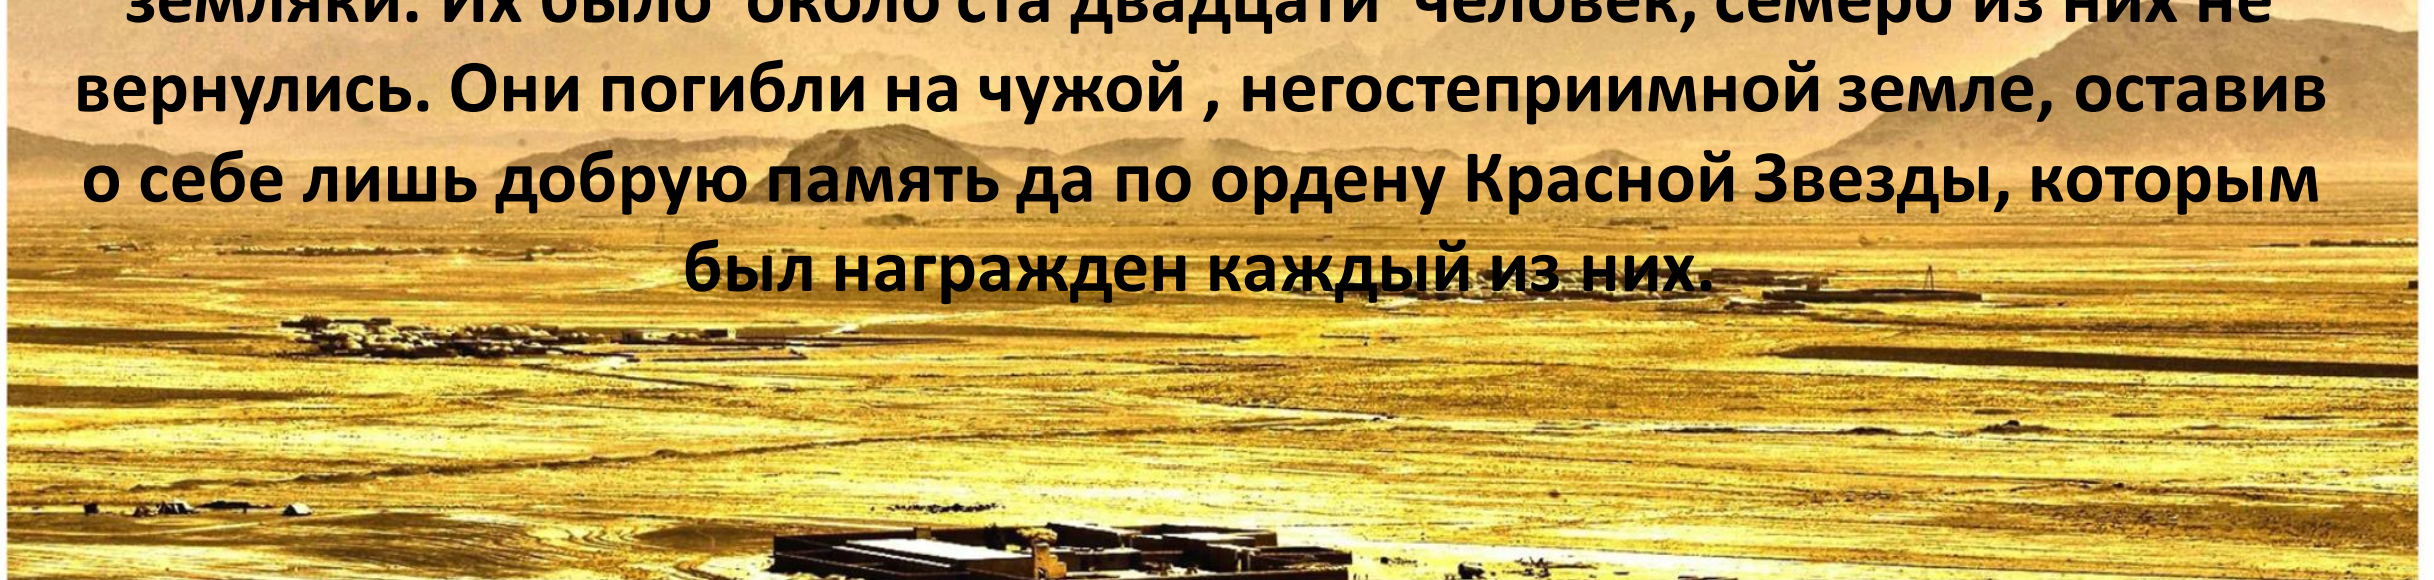 земляки. Их было около ста двадцати человек, семеро из них не
вернулись. Они погибли на чужой , негостеприимной земле, оставив
о себе лишь добрую память да по ордену Красной Звезды, которым
был награжден каждый из них.